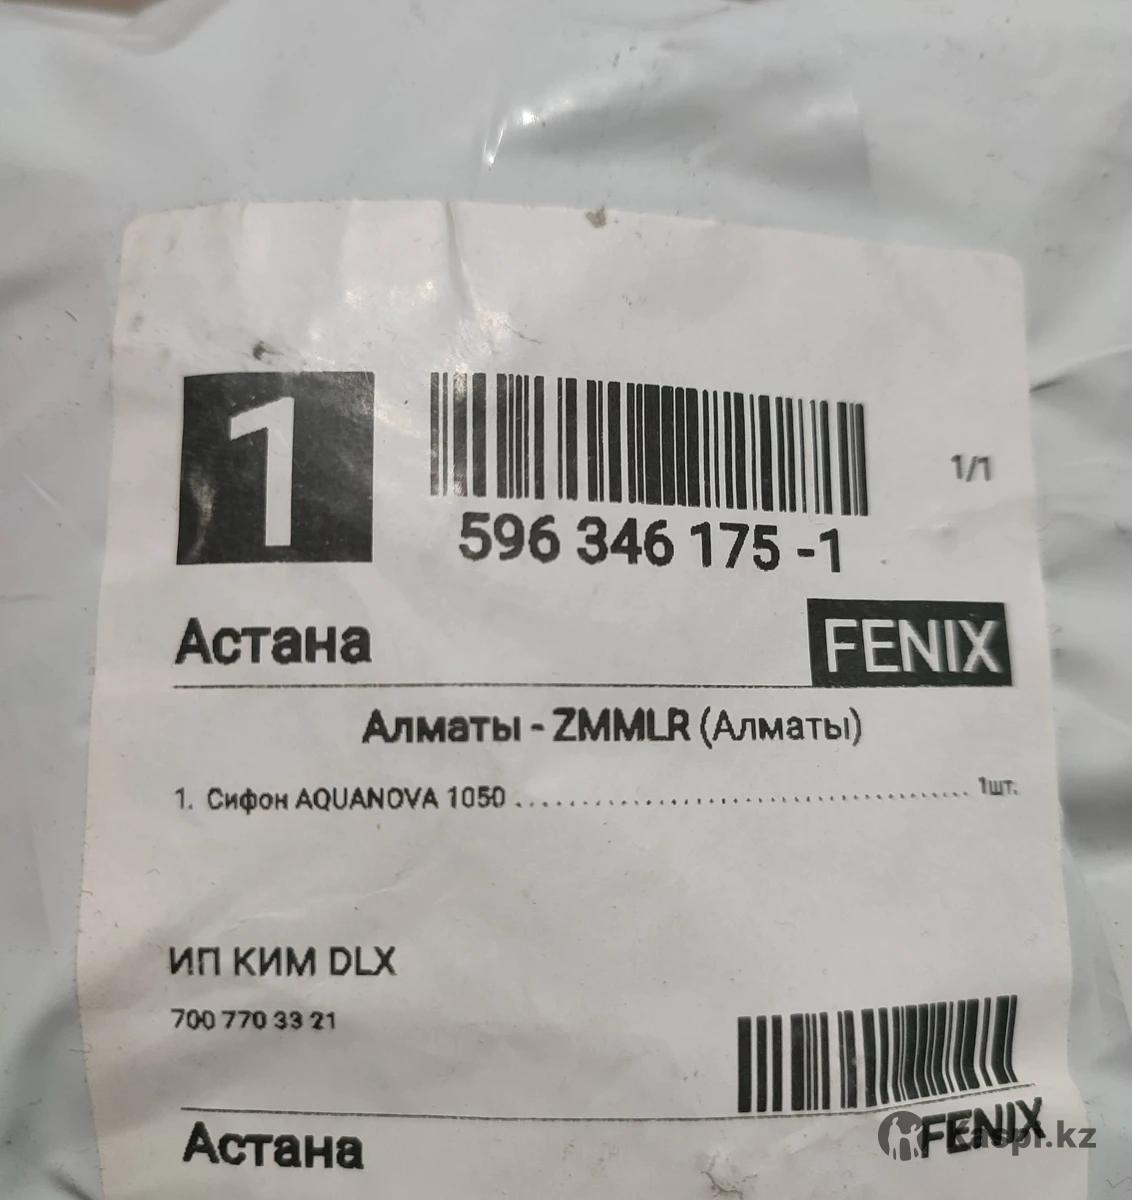 1
1/1
596 346 175 -1
Астана
FENIX
Алматы - ZMMLR (Алматы)
1. Сифон AQUANOVA 1050 ........................................ 1шт.
ИП КИМ DLX
700 770 33 21
Астана
FENIX
kaspi.kz